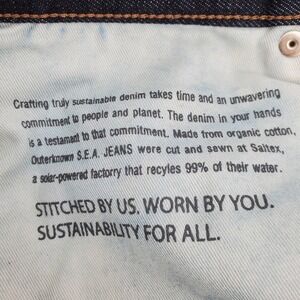 Crafting truly sustainable denim takes time and an unwavering
commitment to people and planet. The denim in your hands
is a testamant to that commitment. Made from organic cotton,
Outerknown S.E.A. JEANS were cut and sewn at Saitex,
a solar-powered factorry that recyles 99% of their water.
STITCHED BY US. WORN BY YOU.
SUSTAINABILITY FOR ALL.